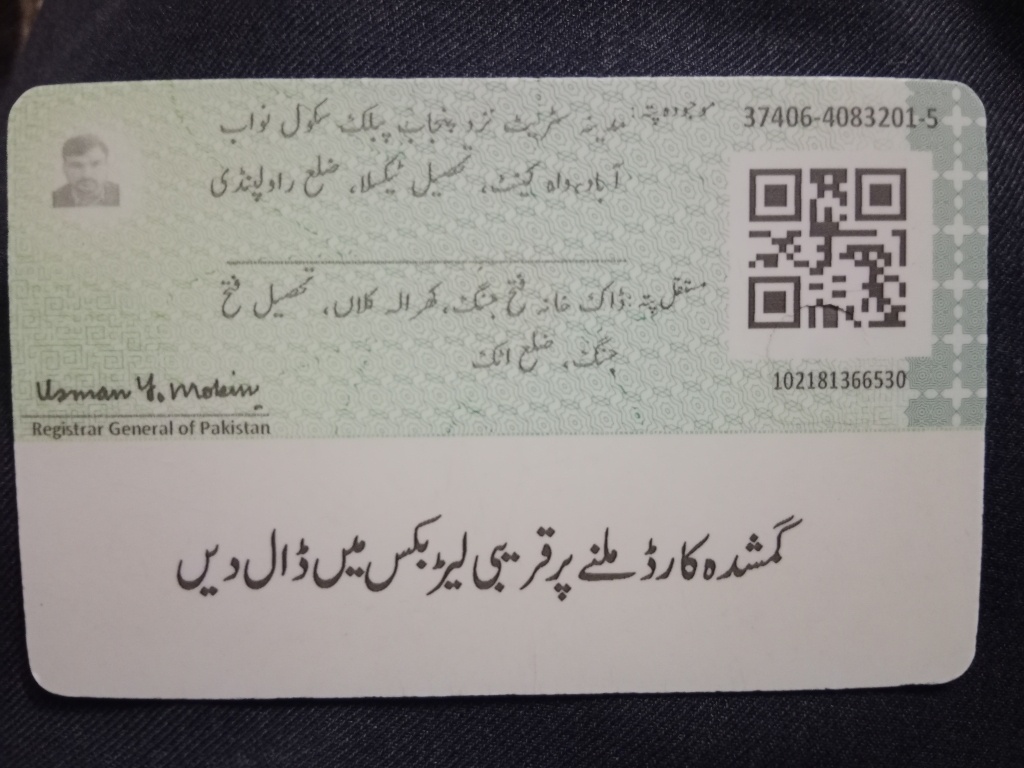 37406-4083201-5
موجودہ پتہ: مدینہ سٹریٹ نزد پنجاب پبلک سکول نواب
آباد،واہ کینٹ، تحصیل ٹیکسلا، ضلع راولپنڈی
مستقل پتہ: ڈاک خانہ فتح جنگ، کھرالہ کلاں، تحصیل فتح
جنگ، ضلع اٹک
102181366530
Usman Y. Mobin
Registrar General of Pakistan
گمشدہ کارڈ ملنے پر قریبی لیٹر بکس میں ڈال دیں